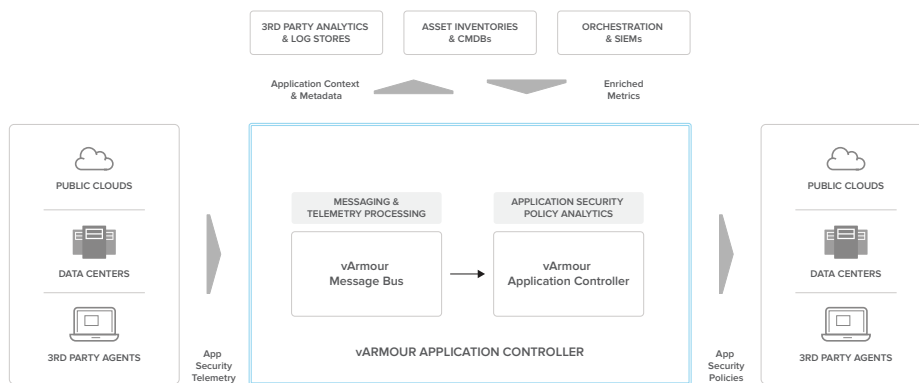 3RD PARTY ANALYTICS
& LOG STORES
ASSET INVENTORIES
& CMDBs
ORCHESTRATION
& SIEMs
Application Context
& Metadata
Enriched
Metrics
PUBLIC CLOUDS
DATA CENTERS
3RD PARTY AGENTS
App
Security
Telemetry
MESSAGING &
TELEMETRY PROCESSING
vArmour
Message Bus
APPLICATION SECURITY
POLICY ANALYTICS
vArmour
Application Controller
vARMOUR APPLICATION CONTROLLER
App
Security
Policies
PUBLIC CLOUDS
DATA CENTERS
3RD PARTY AGENTS